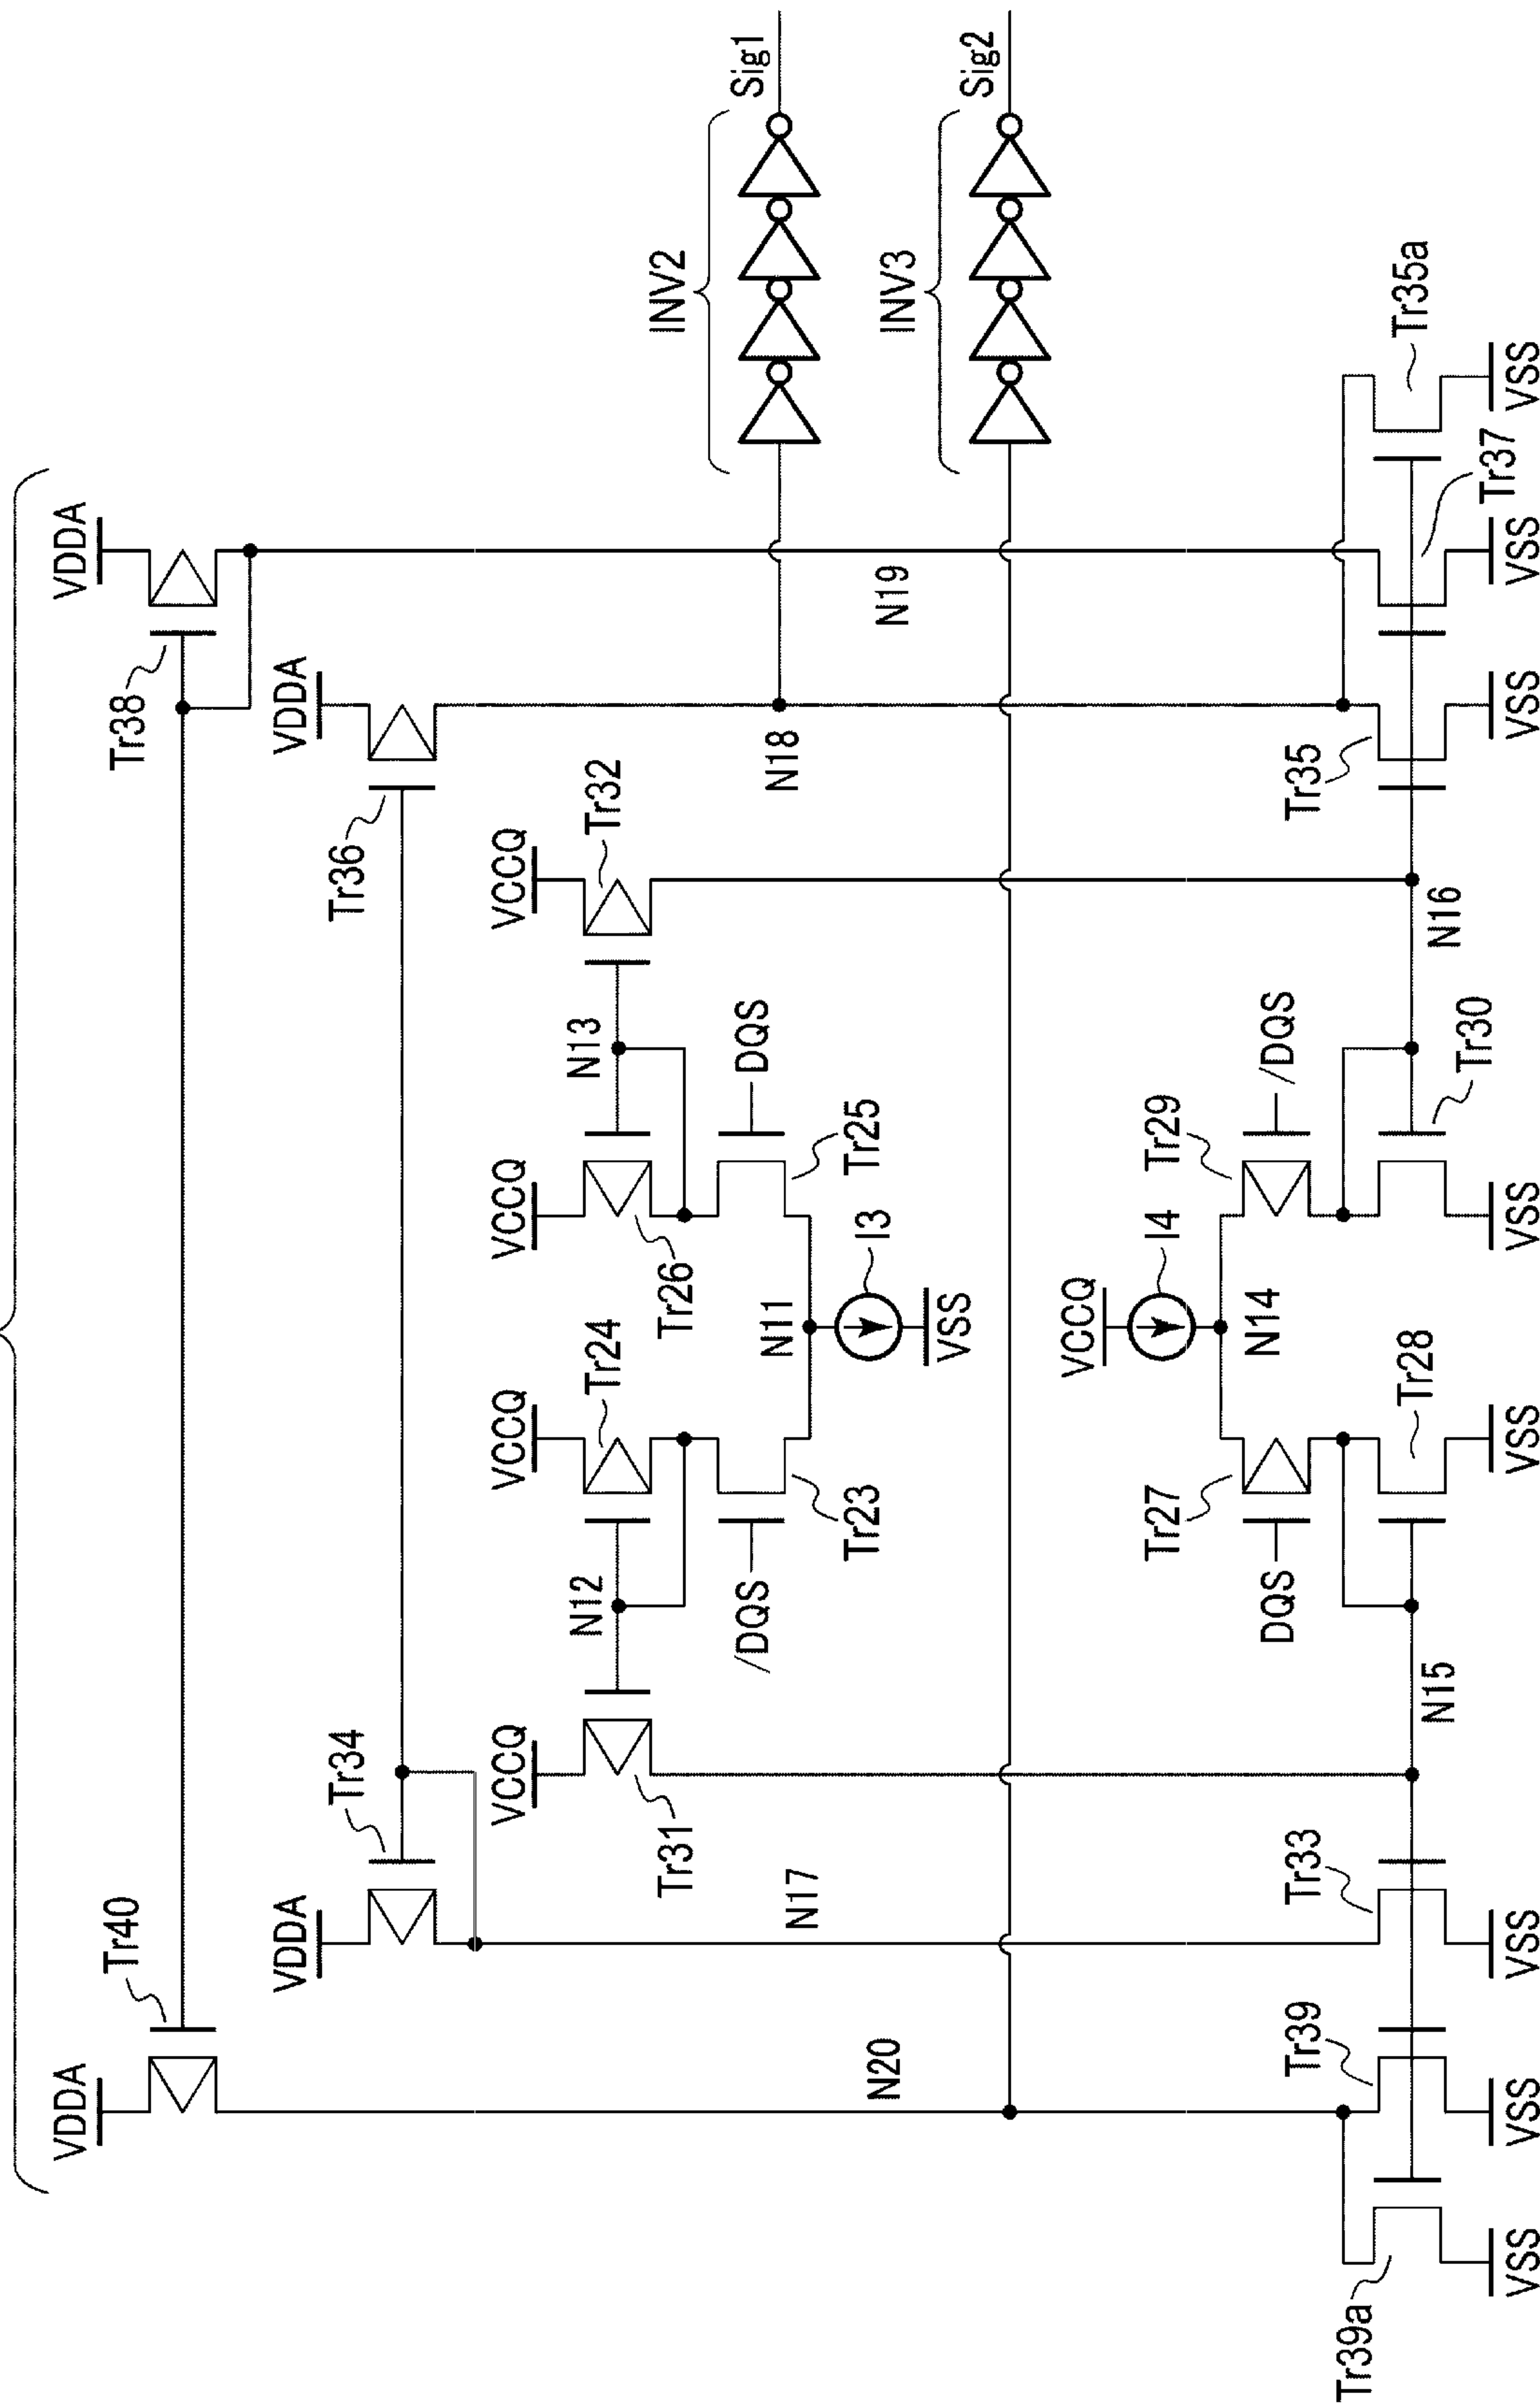 VDDA
Tr40
Tr38
VDDA
VDDA
Tr34
Tr36
VDDA
VCCQ
Tr31
N12
VCCQ
Tr24
VCCQ
Tr26
N13
VCCQ
Tr32
/DQS
Tr23
N11
I3
VSS
Tr25
DQS
N20
N17
N18
N19
INV2
Sig1
INV3
Sig2
VCCQ
I4
N14
DQS
Tr27
Tr29
/DQS
Tr28
Tr30
N15
N16
Tr39a
Tr39
Tr33
Tr35
Tr37
Tr35a
VSS
VSS
VSS
VSS
VSS
VSS
VSS
VSS